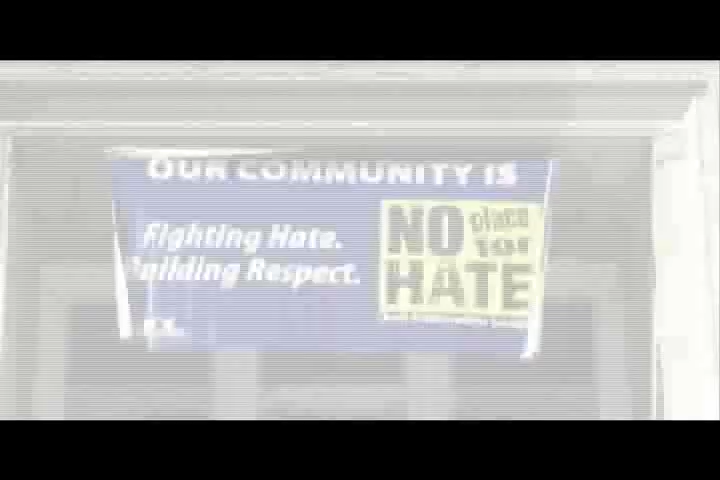 OUR COMMUNITY IS
Fighting Hate.
Building Respect.
NO place
for
HATE